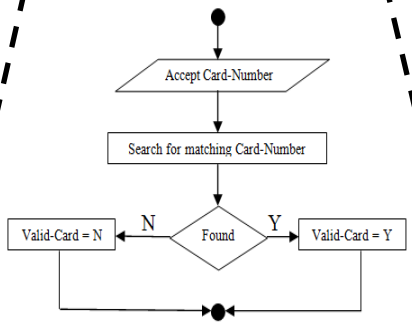 Accept Card-Number
Search for matching Card-Number
N
Found
Y
Valid-Card = N
Valid-Card = Y